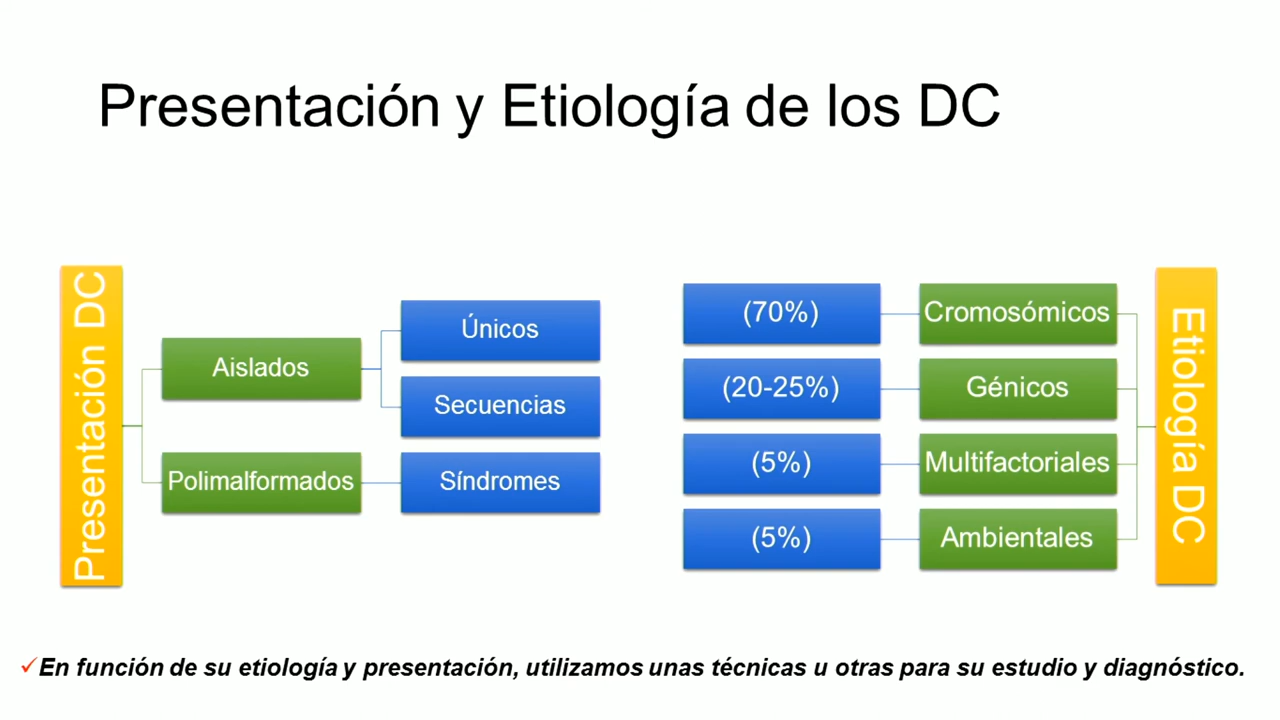 Presentación y Etiología de los DC
Presentación DC
Aislados
Únicos
Secuencias
Polimalformados
Síndromes
(70%)
Cromosómicos
(20-25%)
Génicos
(5%)
Multifactoriales
(5%)
Ambientales
Etiología DC
✓En función de su etiología y presentación, utilizamos unas técnicas u otras para su estudio y diagnóstico.